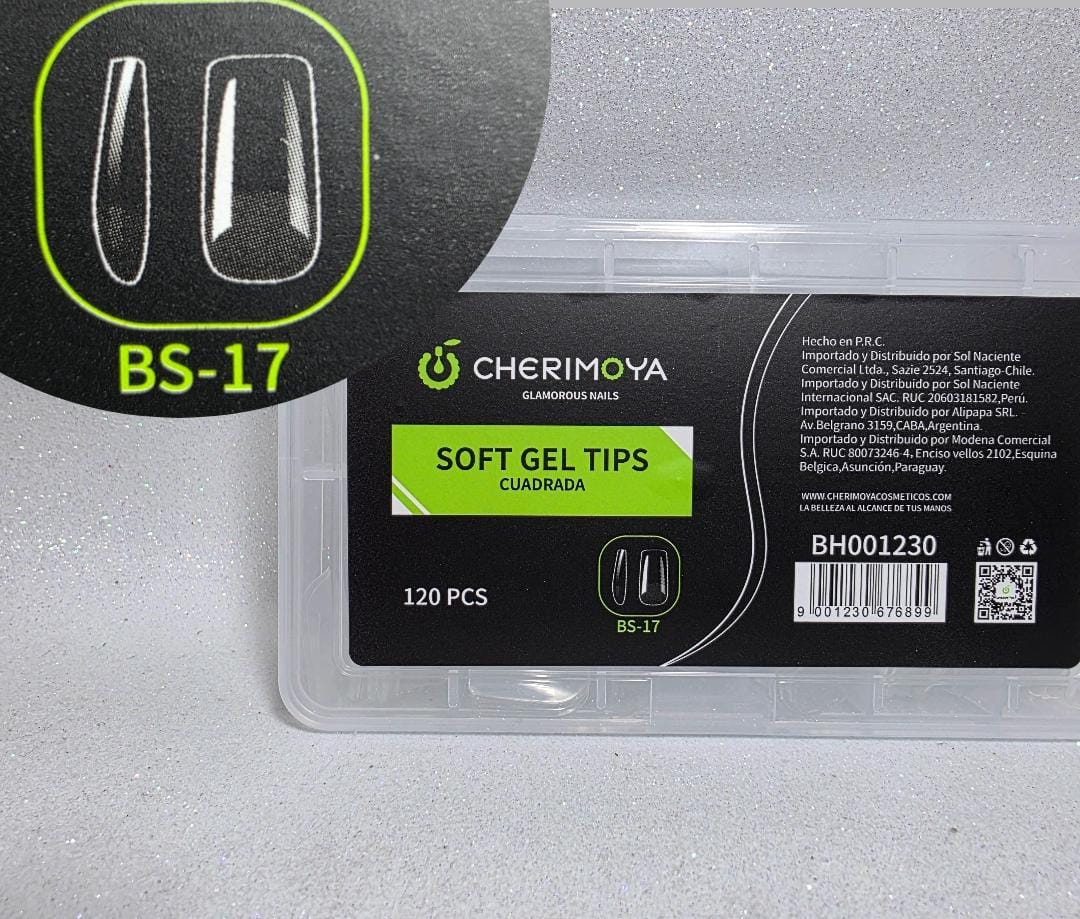 BS-17
CHERIMOYA
GLAMOROUS NAILS
SOFT GEL TIPS
CUADRADA
120 PCS
BS-17
Hecho en P.R.C.
Importado y Distribuido por Sol Naciente
Comercial Ltda., Sazie 2524, Santiago-Chile.
Importado y Distribuido por Sol Naciente
Internacional SAC. RUC 20603181582,Perú.
Importado y Distribuido por Alipapa SRL.
Av.Belgrano 3159,CABA,Argentina.
Importado y Distribuido por Modena Comercial
S.A. RUC 80073246-4, Enciso vellos 2102,Esquina
Belgica,Asunción,Paraguay.
WWW.CHERIMOYACOSMETICOS.COM
LA BELLEZA AL ALCANCE DE TUS MANOS
BH001230
9 001230 676899